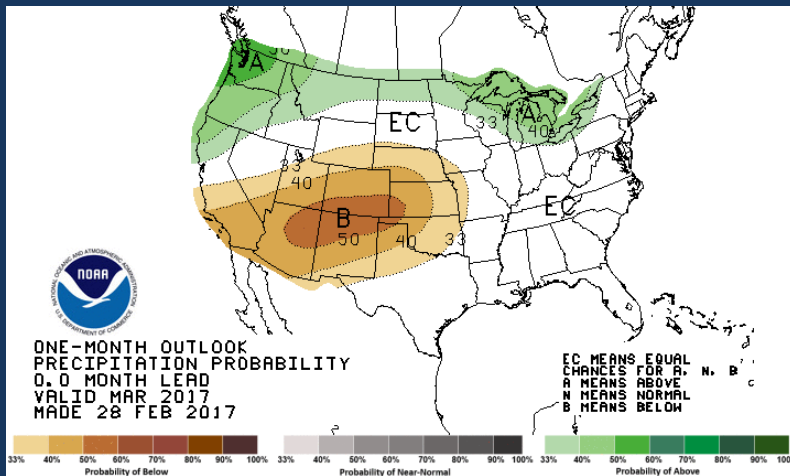 30
A
EC
33
A
40
33
40
EC
B
50
40
33
NATIONAL OCEANIC AND ATMOSPHERIC ADMINISTRATION
NOAA
U.S. DEPARTMENT OF COMMERCE
ONE-MONTH OUTLOOK
PRECIPITATION PROBABILITY
0.0 MONTH LEAD
VALID MAR 2017
MADE 28 FEB 2017
EC MEANS EQUAL
CHANCES FOR A, N, B
A MEANS ABOVE
N MEANS NORMAL
B MEANS BELOW
33% 40% 50% 60% 70% 80% 90% 100%
Probability of Below
33% 40% 50% 60% 70% 80% 90% 100%
Probability of Near-Normal
33% 40% 50% 60% 70% 80% 90% 100%
Probability of Above